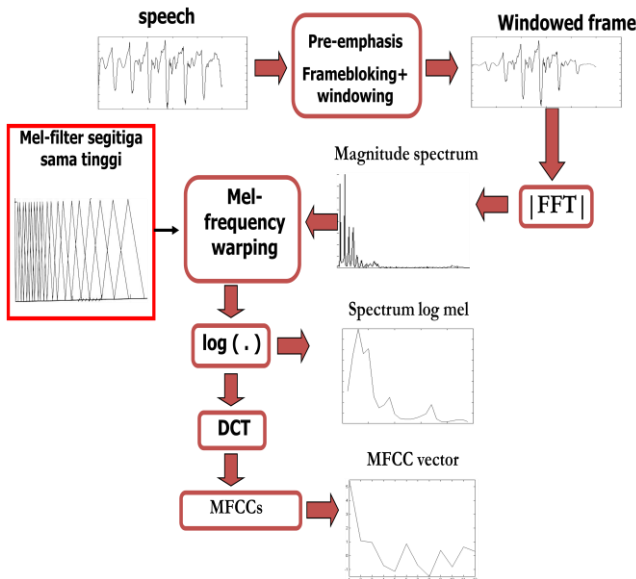 speech
Pre-emphasis
Framebloking+
windowing
Windowed frame
Mel-filter segitiga
sama tinggi
Mel-
frequency
warping
Magnitude spectrum
|FFT|
log ( . )
Spectrum log mel
DCT
MFCCs
MFCC vector